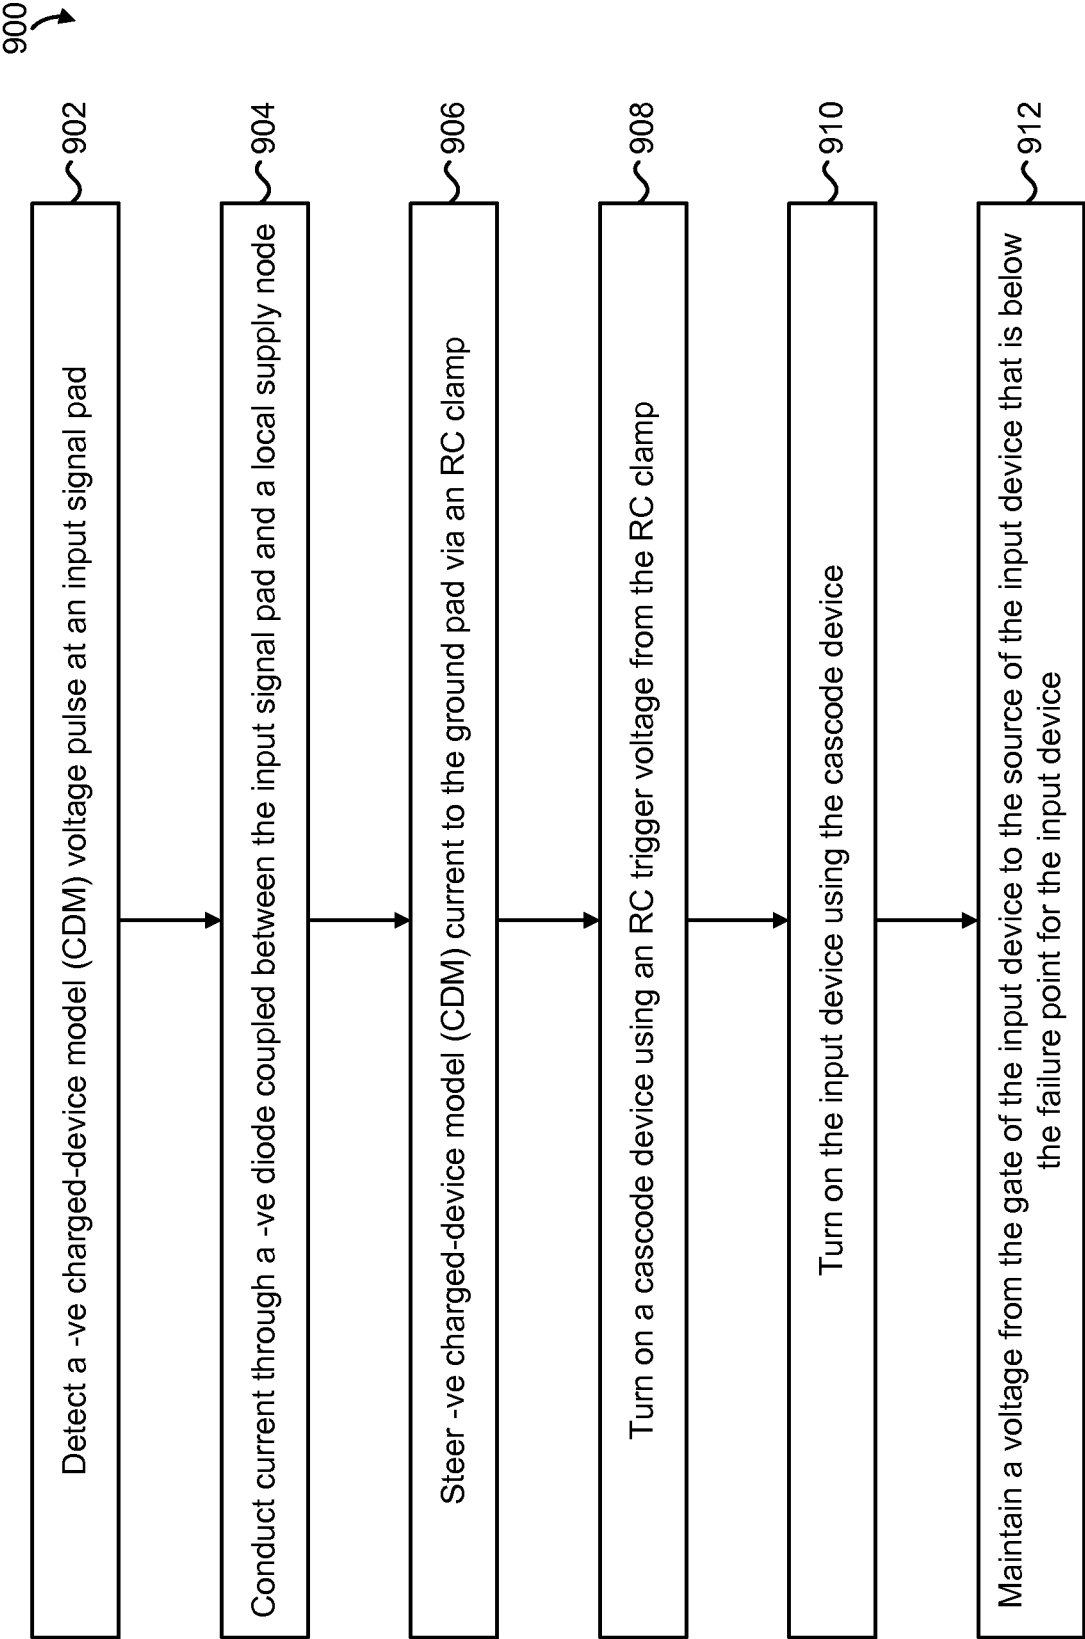 900
Detect a -ve charged-device model (CDM) voltage pulse at an input signal pad
902
Conduct current through a -ve diode coupled between the input signal pad and a local supply node
904
Steer -ve charged-device model (CDM) current to the ground pad via an RC clamp
906
Turn on a cascode device using an RC trigger voltage from the RC clamp
908
Turn on the input device using the cascode device
910
Maintain a voltage from the gate of the input device to the source of the input device that is below
the failure point for the input device
912